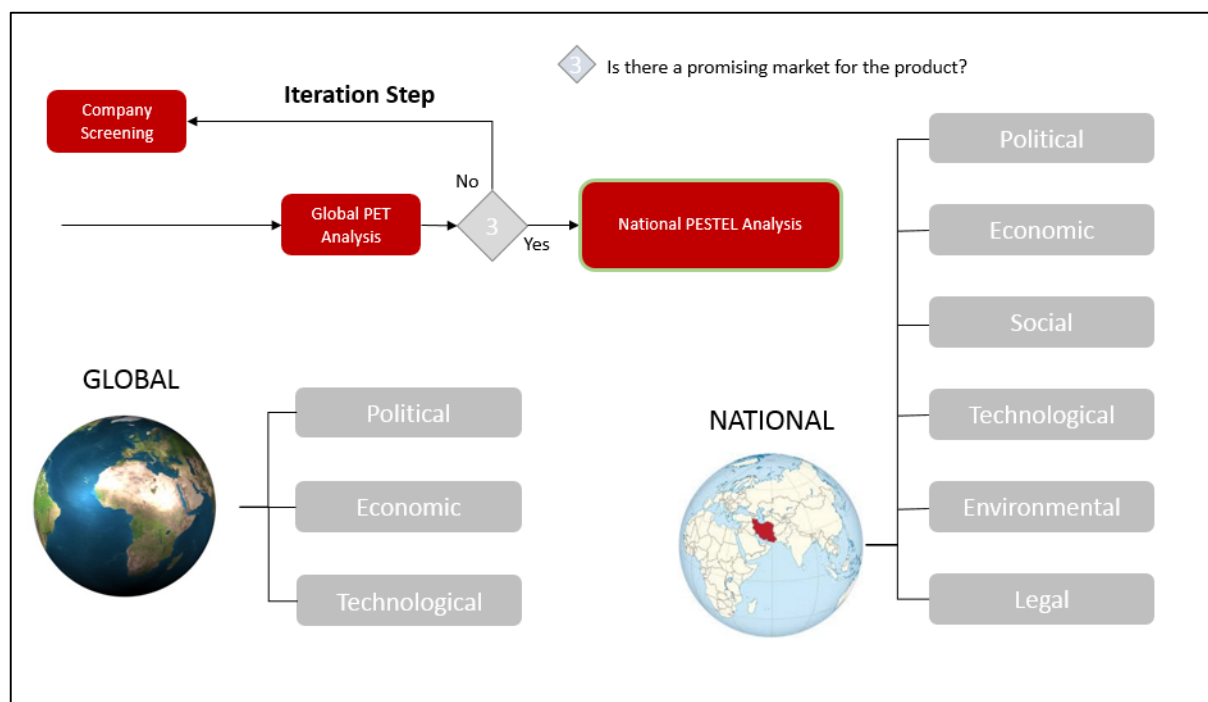 3
Is there a promising market for the product?
Iteration Step
Company
Screening
No
Global PET
Analysis
3
Yes
National PESTEL Analysis
GLOBAL
Political
Economic
Technological
NATIONAL
Political
Economic
Social
Technological
Environmental
Legal